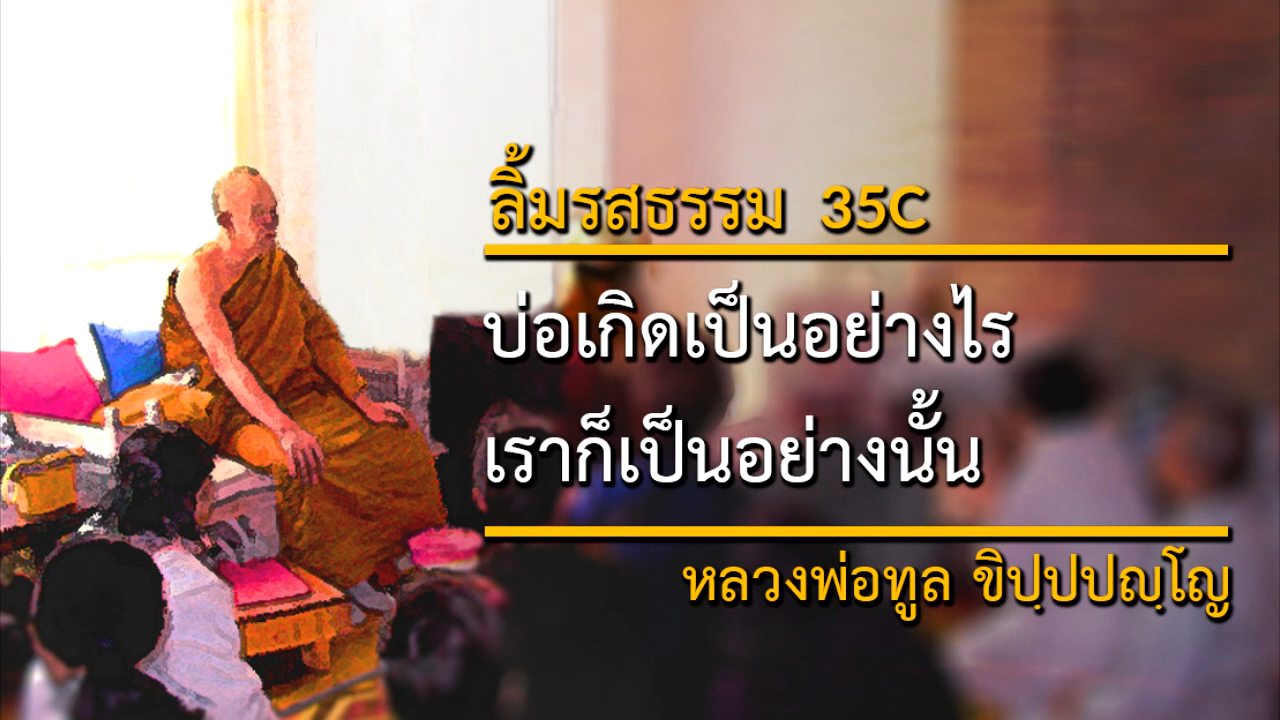 ลิ้มรสธรรม 35C
บ่อเกิดเป็นอย่างไร
เราก็เป็นอย่างนั้น
หลวงพ่อทูล ขิปฺปปญฺโญ